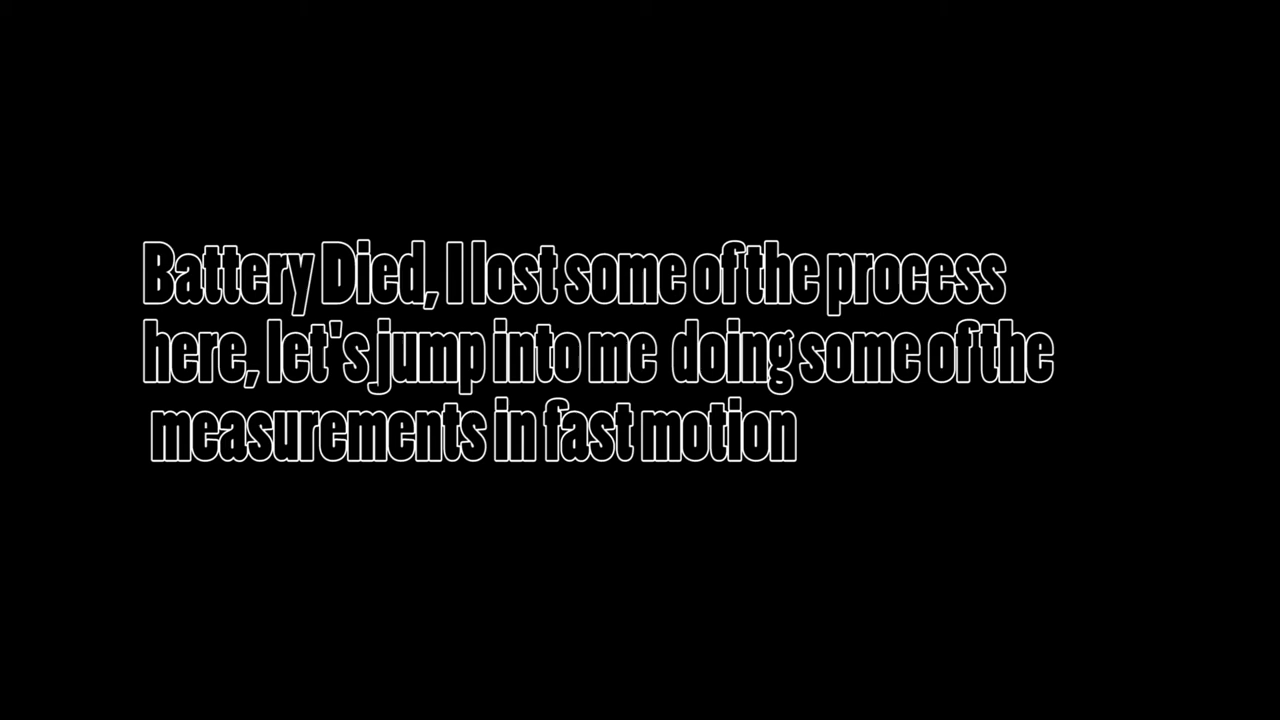 Battery Died, I lost some of the process
here, let's jump into me doing some of the
measurements in fast motion